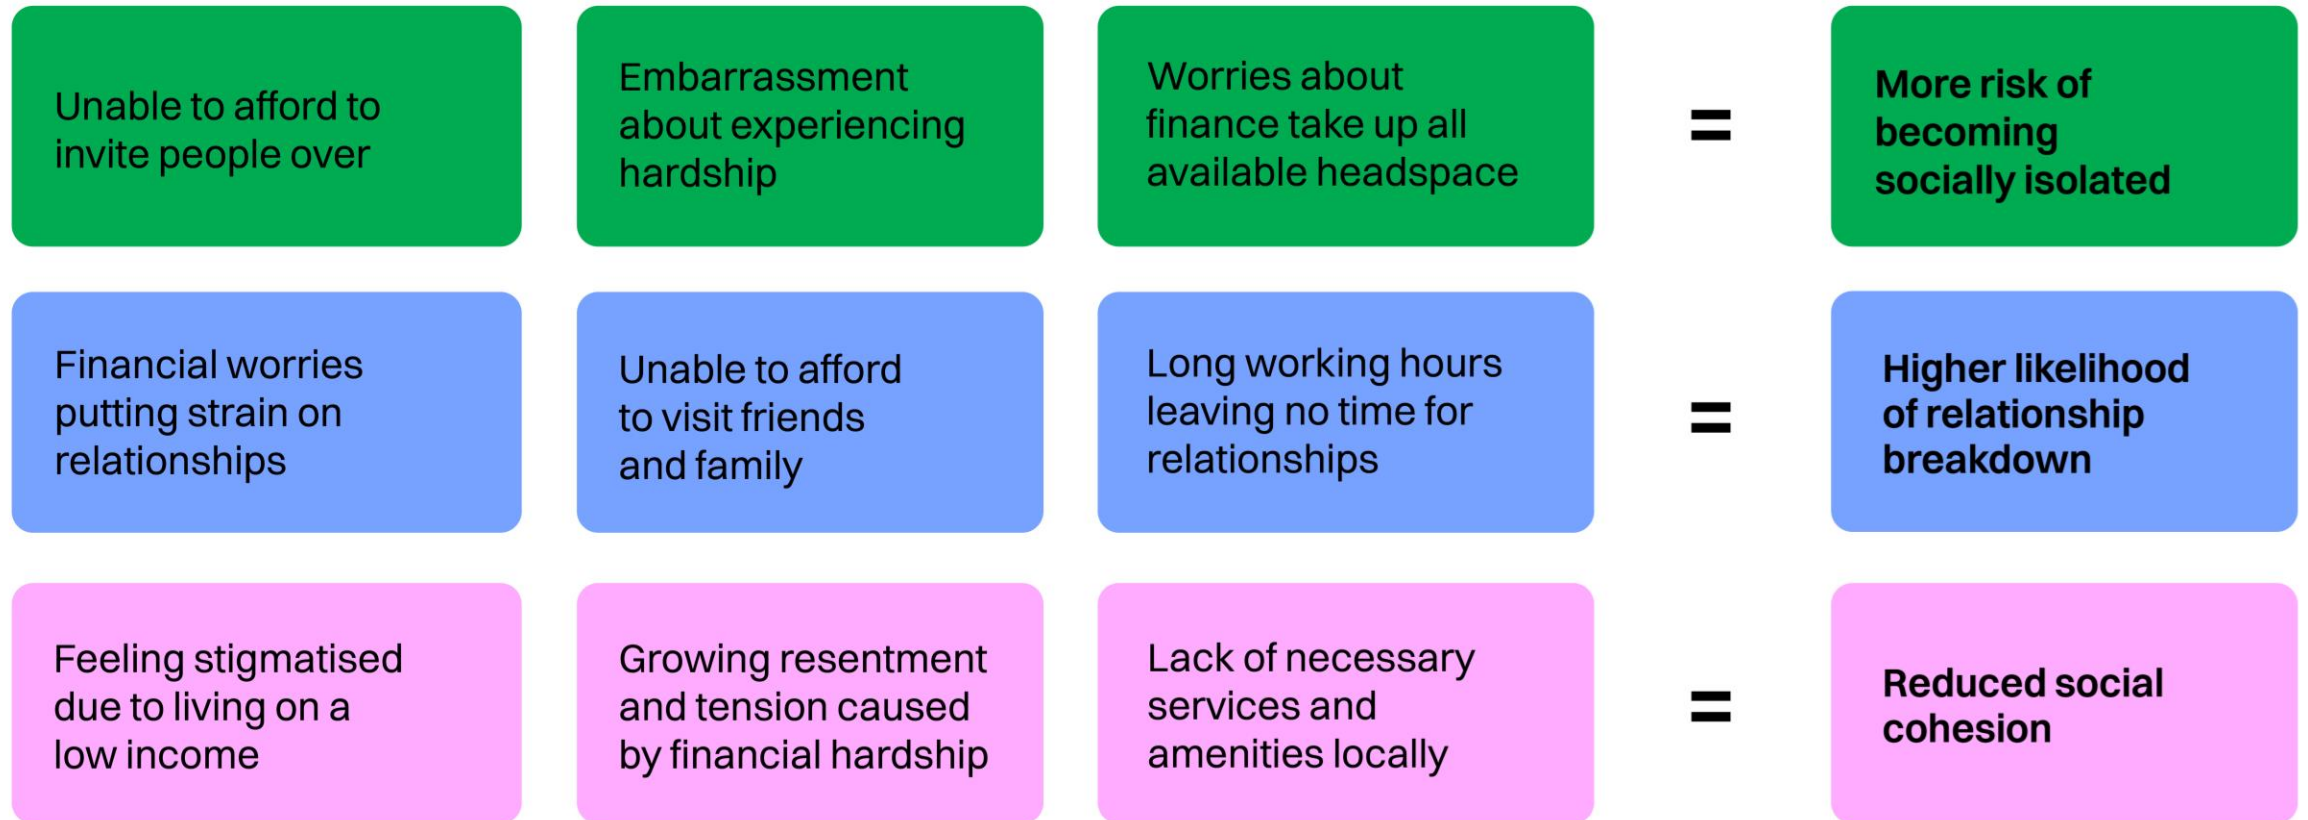 Unable to afford to
invite people over
Embarrassment
about experiencing
hardship
Worries about
finance take up all
available headspace
=
More risk of
becoming
socially isolated
Financial worries
putting strain on
relationships
Unable to afford
to visit friends
and family
Long working hours
leaving no time for
relationships
=
Higher likelihood
of relationship
breakdown
Feeling stigmatised
due to living on a
low income
Growing resentment
and tension caused
by financial hardship
Lack of necessary
services and
amenities locally
=
Reduced social
cohesion